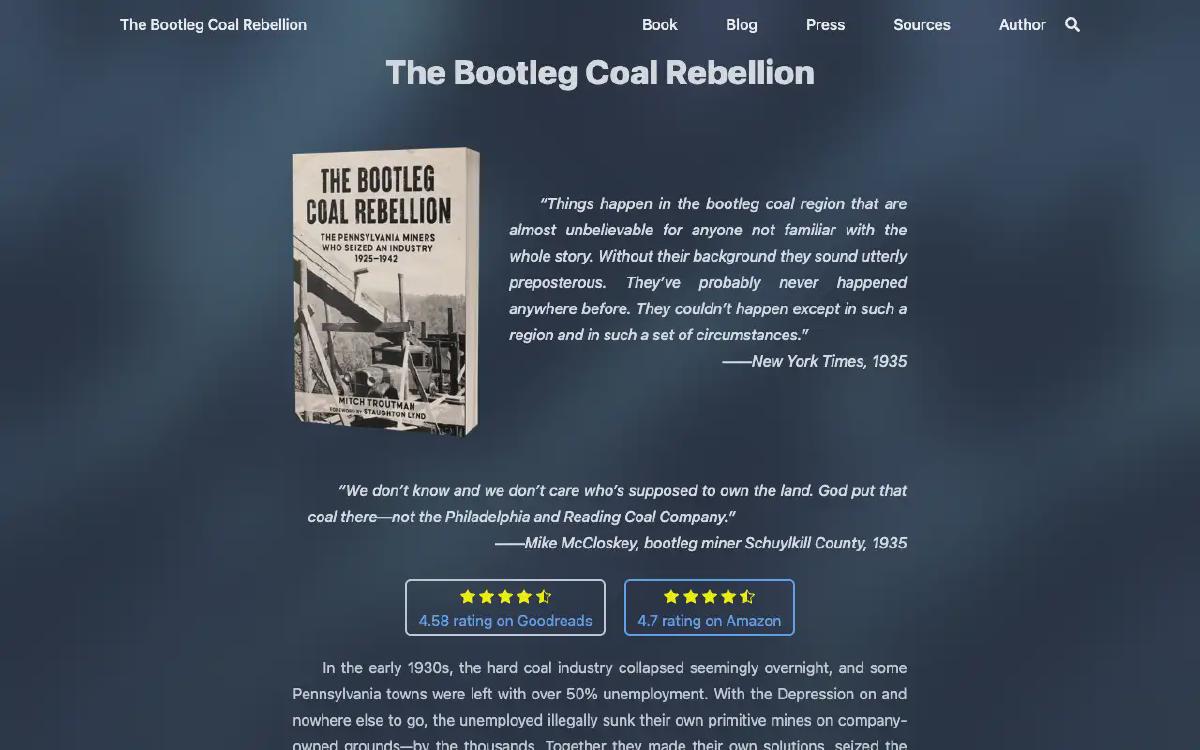 The Bootleg Coal Rebellion
Book
Blog
Press
Sources
Author
The Bootleg Coal Rebellion
THE BOOTLEG
COAL REBELLION
THE PENNSYLVANIA MINERS
WHO SEIZED AN INDUSTRY
1925–1942
MITCH TROUTMAN
FOREWORD BY STAUGHTON LYND
“Things happen in the bootleg coal region that are
almost unbelievable for anyone not familiar with the
whole story. Without their background they sound utterly
preposterous. They’ve probably never happened
anywhere before. They couldn’t happen except in such a
region and in such a set of circumstances.”
——New York Times, 1935
“We don’t know and we don’t care who’s supposed to own the land. God put that
coal there—not the Philadelphia and Reading Coal Company.”
——Mike McCloskey, bootleg miner Schuylkill County, 1935
4.58 rating on Goodreads
4.7 rating on Amazon
In the early 1930s, the hard coal industry collapsed seemingly overnight, and some
Pennsylvania towns were left with over 50% unemployment. With the Depression on and
nowhere else to go, the unemployed illegally sunk their own primitive mines on company-
owned grounds—by the thousands. Together they made their own solutions, seized the